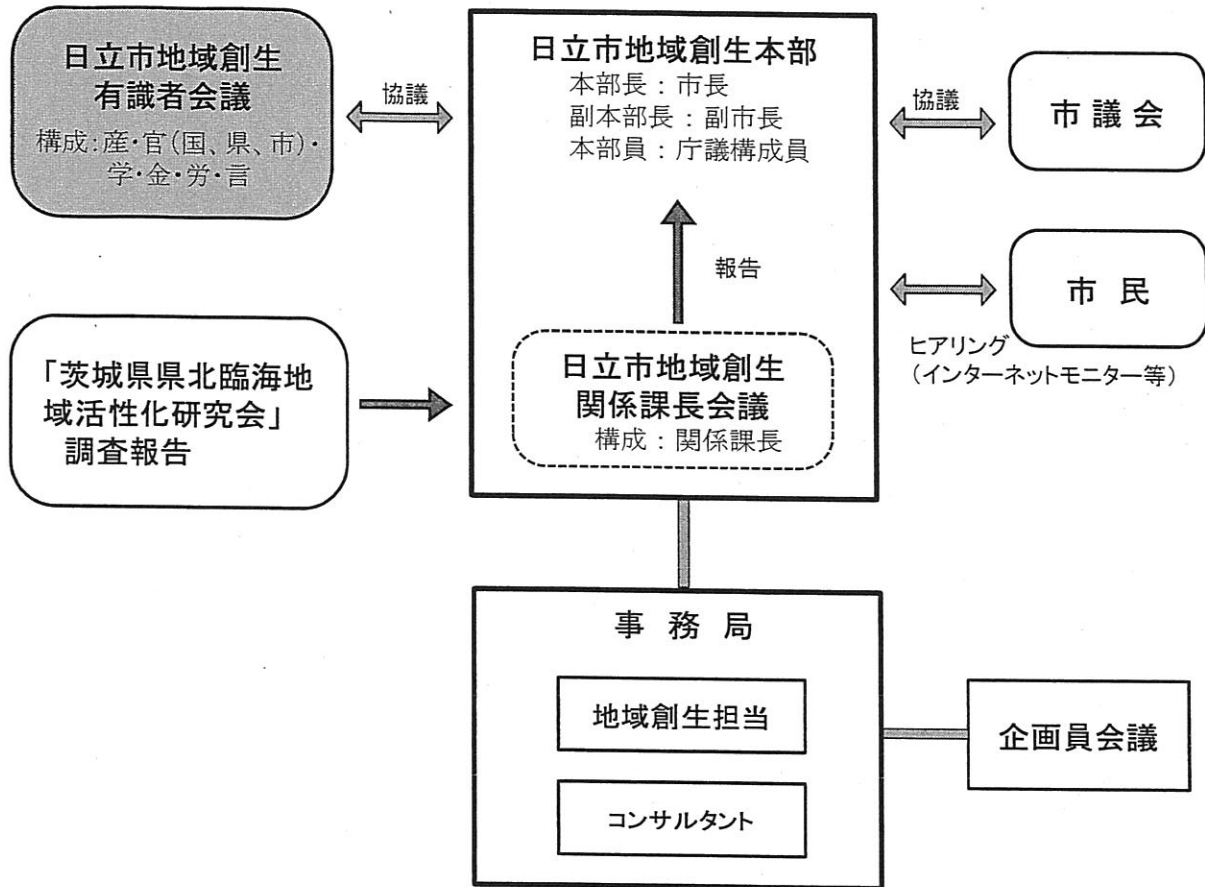 日立市地域創生
有識者会議
構成:産・官(国、県、市)・
学・金・労・言
協議
日立市地域創生本部
本部長:市長
副本部長:副市長
本部員:庁議構成員
協議
市議会
報告
市民
ヒアリング
(インターネットモニター等)
「茨城県県北臨海地
域活性化研究会」
調査報告
日立市地域創生
関係課長会議
構成:関係課長
事務局
地域創生担当
コンサルタント
企画員会議